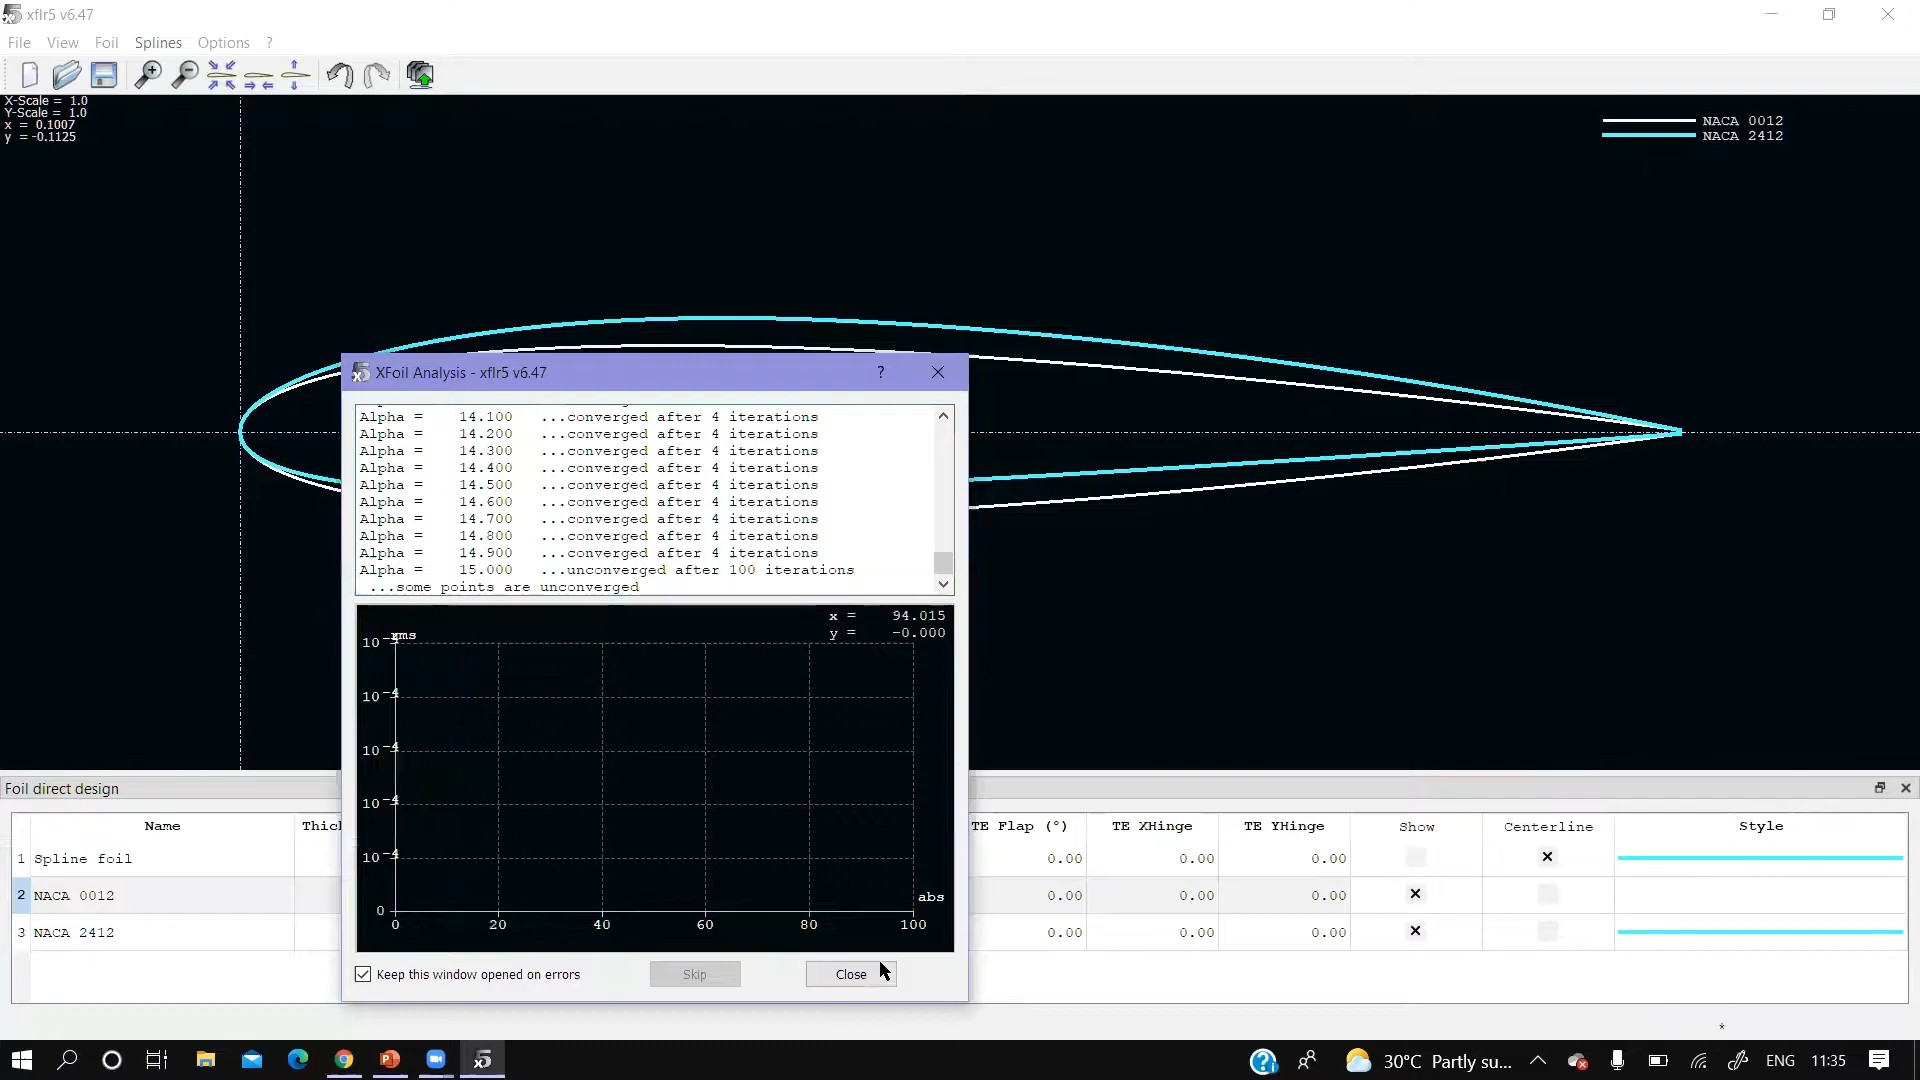 xflr5 v6.47
File View Foil Splines Options ?
X-Scale = 1.0
Y-Scale = 1.0
x = 0.1007
y =-0.1125
NACA 0012
NACA 2412
XFoil Analysis - xflr5 v6.47 ?
Alpha = 14.100 ...converged after 4 iterations
Alpha = 14.200 ...converged after 4 iterations
Alpha = 14.300 ...converged after 4 iterations
Alpha = 14.400 ...converged after 4 iterations
Alpha = 14.500 ...converged after 4 iterations
Alpha = 14.600 ...converged after 4 iterations
Alpha = 14.700 ...converged after 4 iterations
Alpha = 14.800 ...converged after 4 iterations
Alpha = 14.900 ...converged after 4 iterations
Alpha = 15.000 ...unconverged after 100 iterations
...some points are unconverged
x = 94.015
y = -0.000
rms
10
10 -4
10 -4
10 -4
10 -4
0
abs
0 20 40 60 80 100
Keep this window opened on errors
Skip
Close
Foil direct design
Name Thick TE Flap (°) TE XHinge TE YHinge Show Centerline Style
1 Spline foil 0.00 0.00 0.00
2 NACA 0012 0.00 0.00 0.00
3 NACA 2412 0.00 0.00 0.00
*
30°C Partly su... ENG 11:35